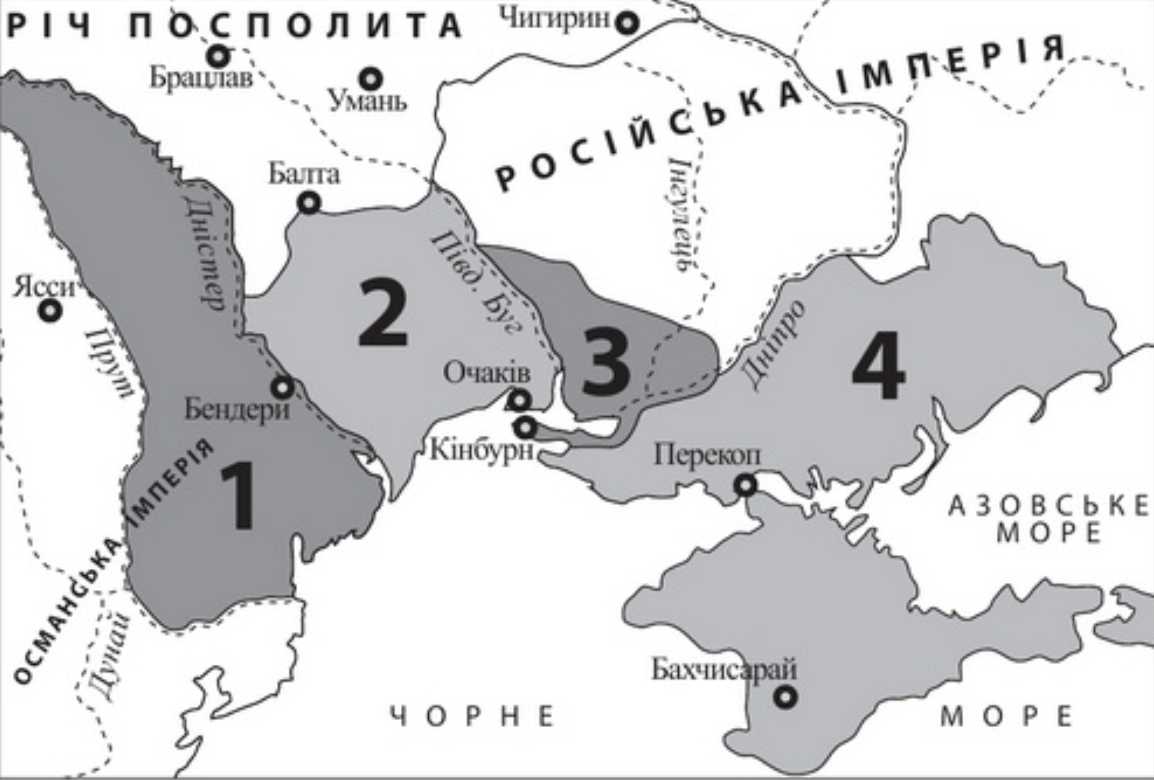 РІЧ ПОСПОЛИТА
Чигирин
Брацлав
Умань
РОСІЙСЬКА ІМПЕРІЯ
Балта
Дністер
Інгулець
Півд. Буг
2
Ясси
Прут
3
Дніпро
4
Очаків
Бендери
Кінбурн
Перекоп
1
ОСМАНСЬКА ІМПЕРІЯ
АЗОВСЬКЕ
МОРЕ
Дунай
Бахчисарай
ЧОРНЕ МОРЕ